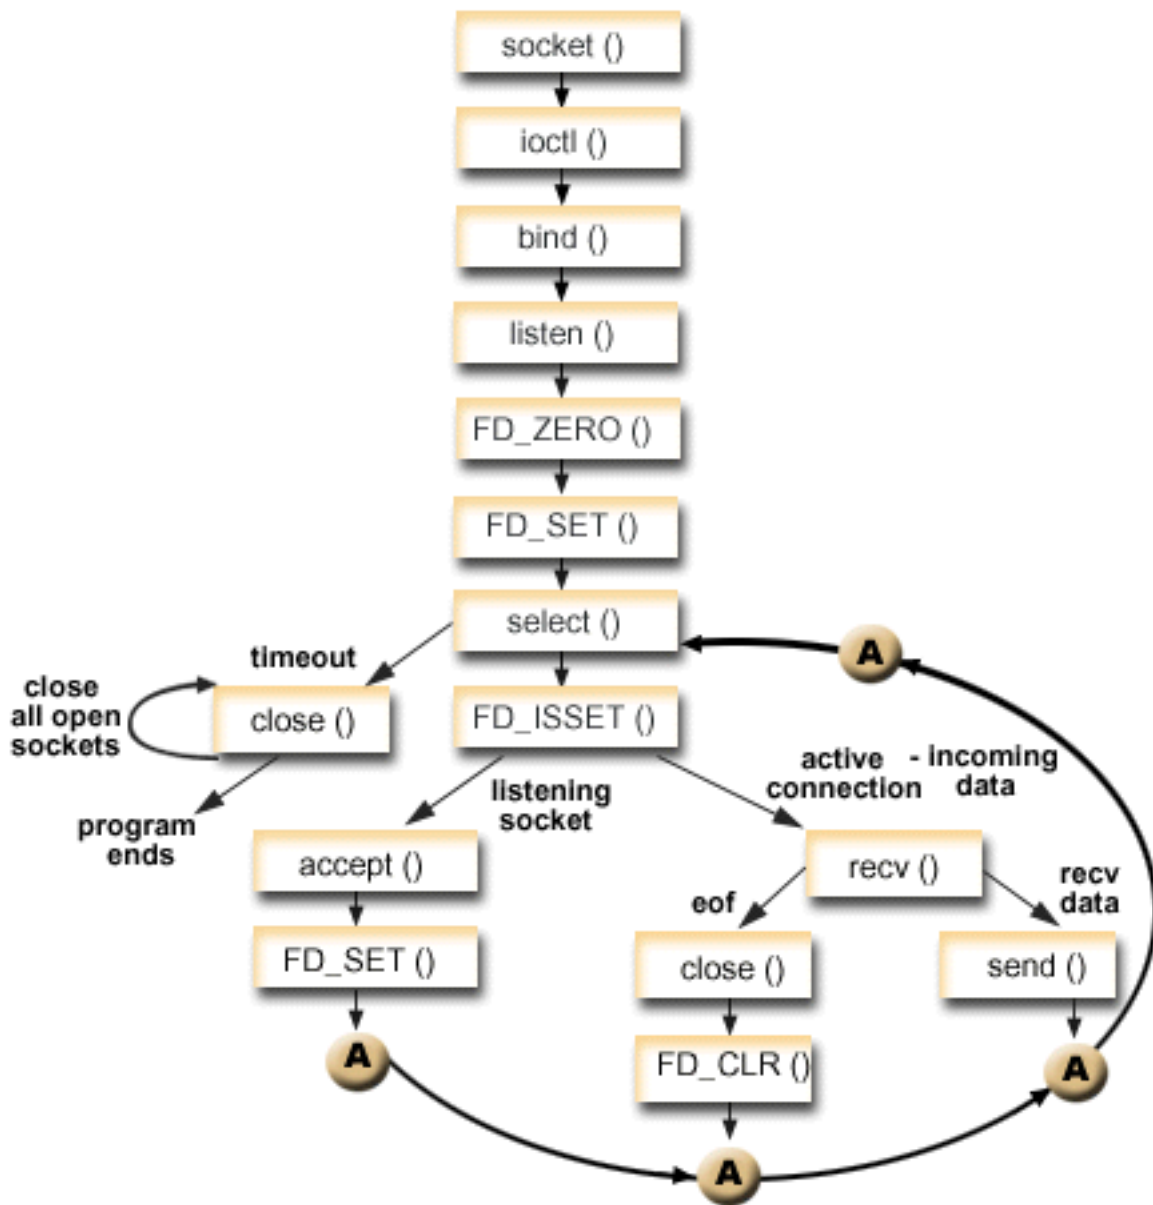 socket ()
ioctl ()
bind ()
listen ()
FD_ZERO ()
FD_SET ()
select ()
A
timeout
close
all open
sockets
close ()
FD_ISSET ()
program
ends
listening
socket
active - incoming
connection data
accept ()
recv ()
eof
recv
data
FD_SET ()
close ()
send ()
A
FD_CLR ()
A
A